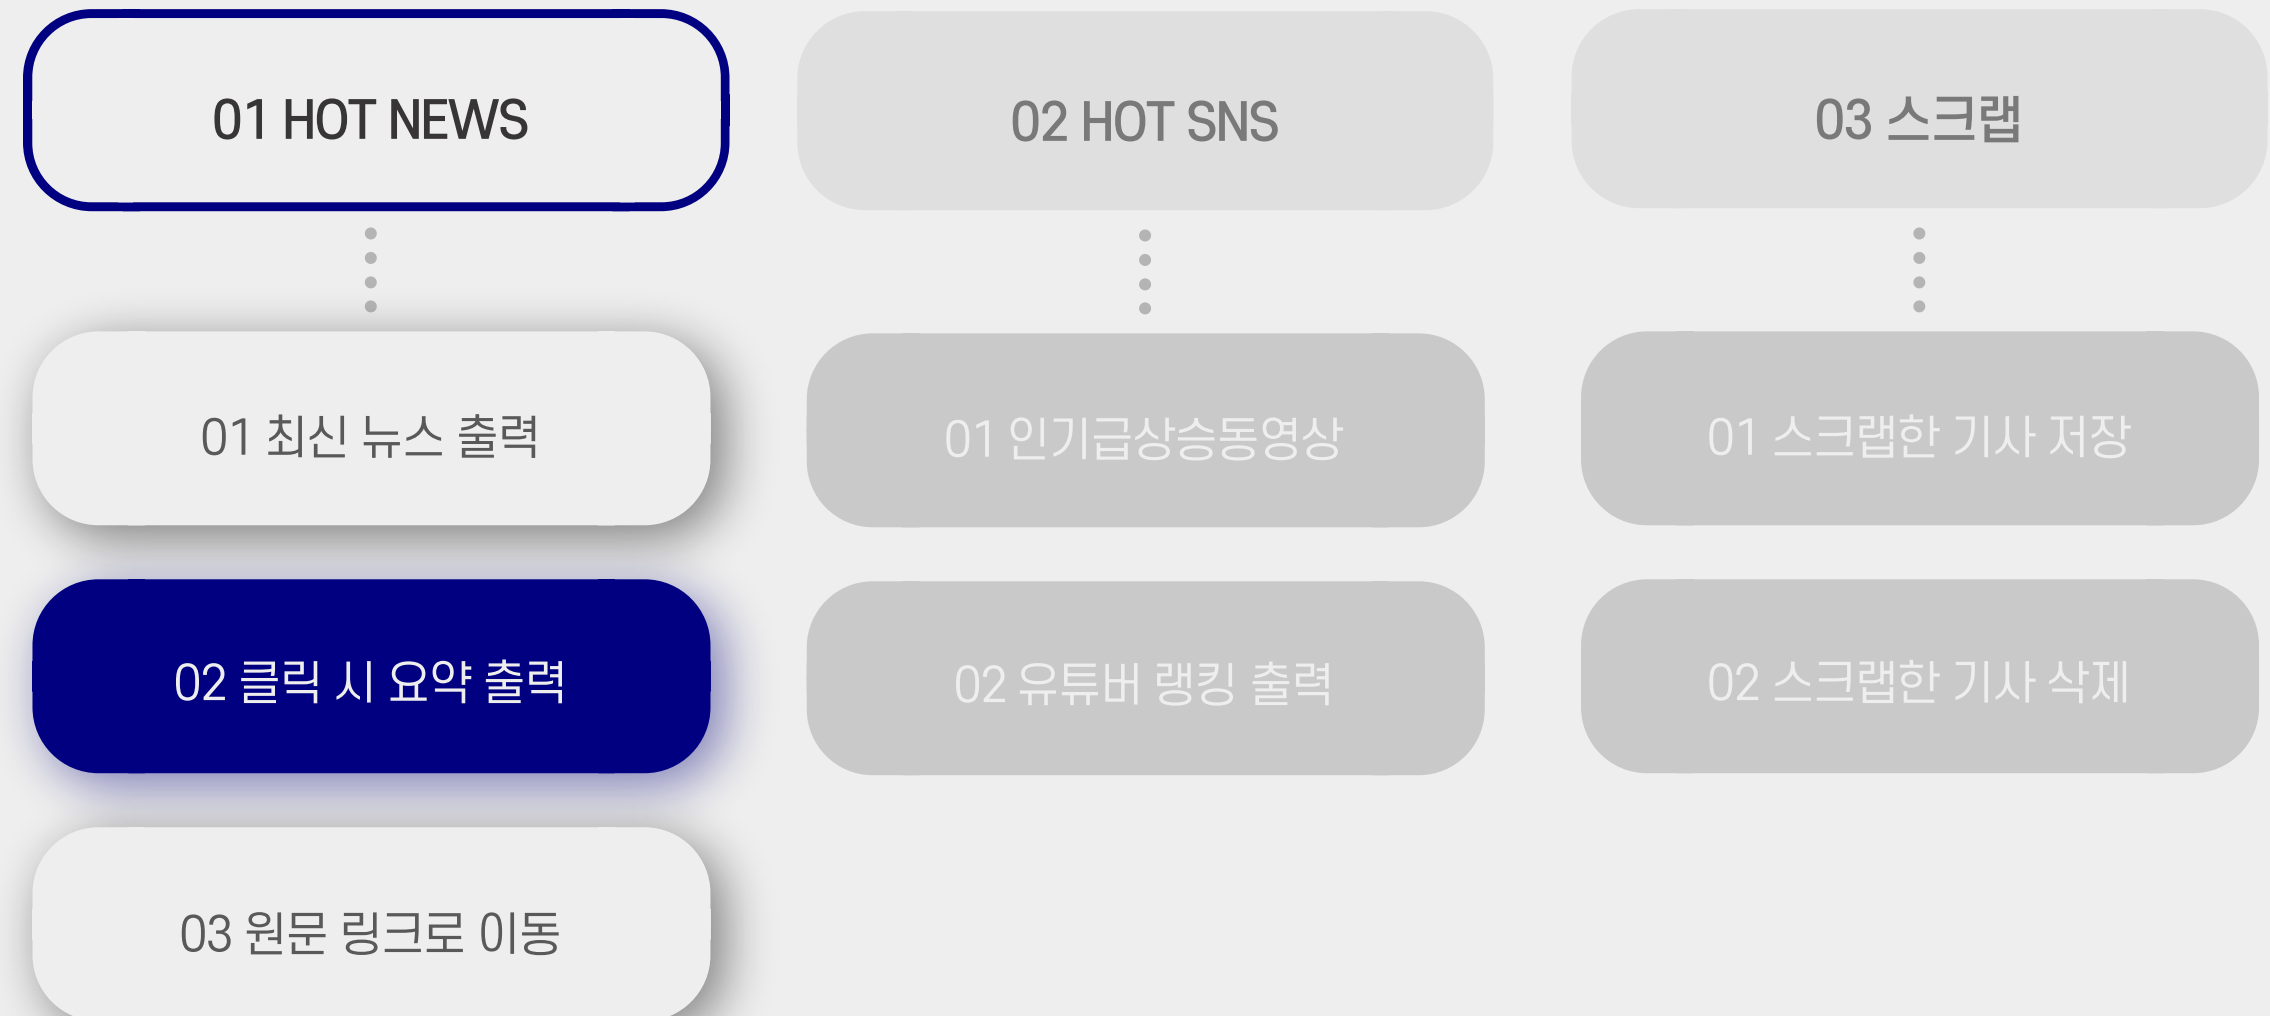 01 HOT NEWS
02 HOT SNS
03 스크랩
01 최신 뉴스 출력
01 인기급상승동영상
01 스크랩한 기사 저장
02 클릭 시 요약 출력
02 유튜버 랭킹 출력
02 스크랩한 기사 삭제
03 원문 링크로 이동